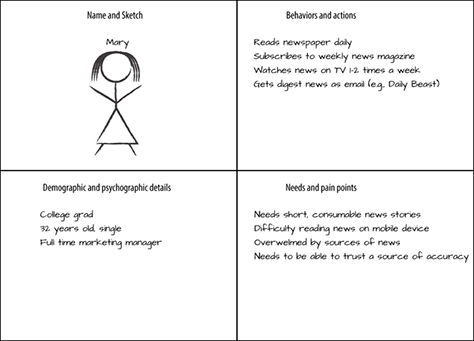 Name and Sketch
Mary
Behaviors and actions
Reads newspaper daily
Subscribes to weekly news magazine
Watches news on TV 1-2 times a week
Gets digest news as email (e.g., Daily Beast)
Demographic and psychographic details
College grad
32 years old, single
Full time marketing manager
Needs and pain points
Needs short, consumable news stories
Difficulty reading news on mobile device
Overwelmed by sources of news
Needs to be able to trust a source of accuracy